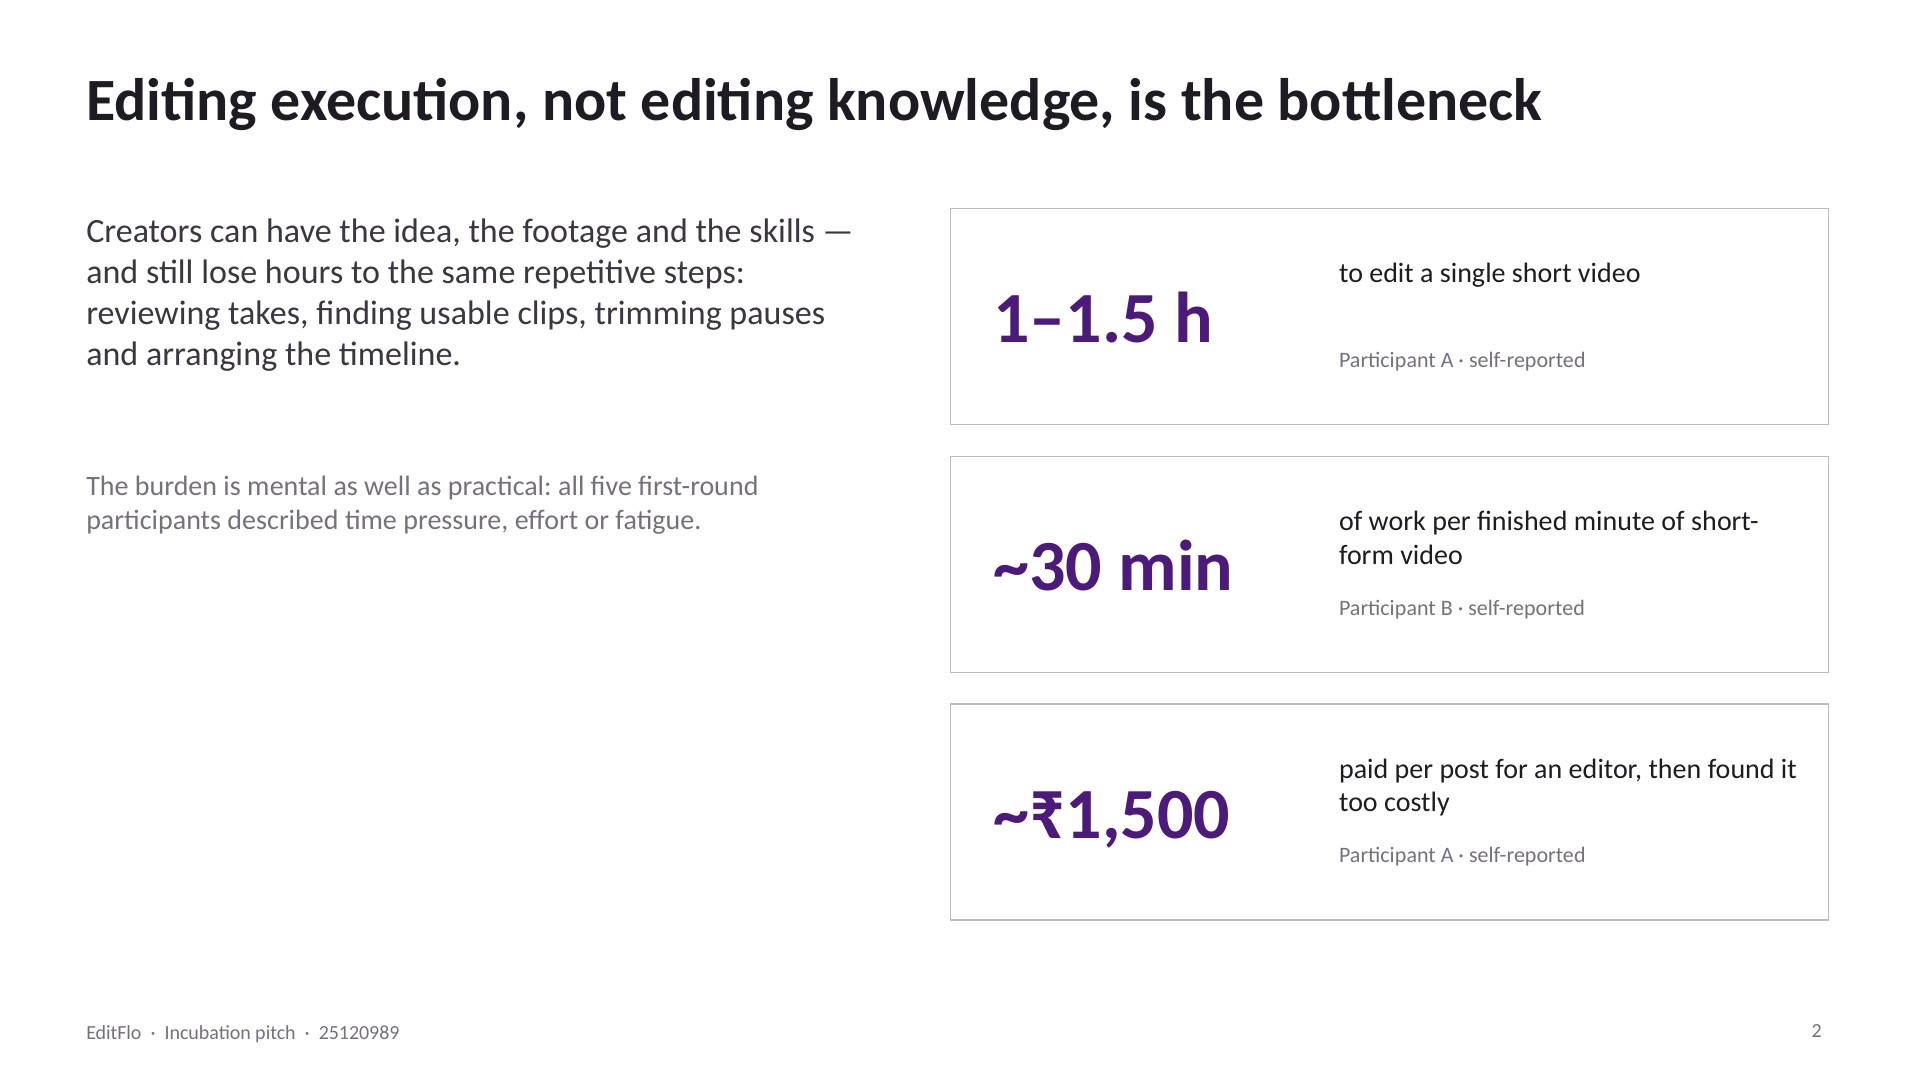 Editing execution, not editing knowledge, is the bottleneck
Creators can have the idea, the footage and the skills —
and still lose hours to the same repetitive steps:
reviewing takes, finding usable clips, trimming pauses
and arranging the timeline.
The burden is mental as well as practical: all five first-round
participants described time pressure, effort or fatigue.
1–1.5 h
to edit a single short video
Participant A · self-reported
~30 min
of work per finished minute of short-
form video
Participant B · self-reported
~₹1,500
paid per post for an editor, then found it
too costly
Participant A · self-reported
EditFlo · Incubation pitch · 25120989
2